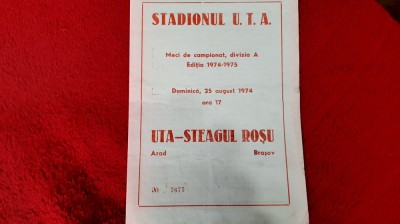 STADIONUL U. T. A.
Meci de campionat, divizia A
Ediția 1974-1975
Duminică, 25 august 1974
ora 17
UTA—STEAGUL ROȘU
Arad Brașov
№